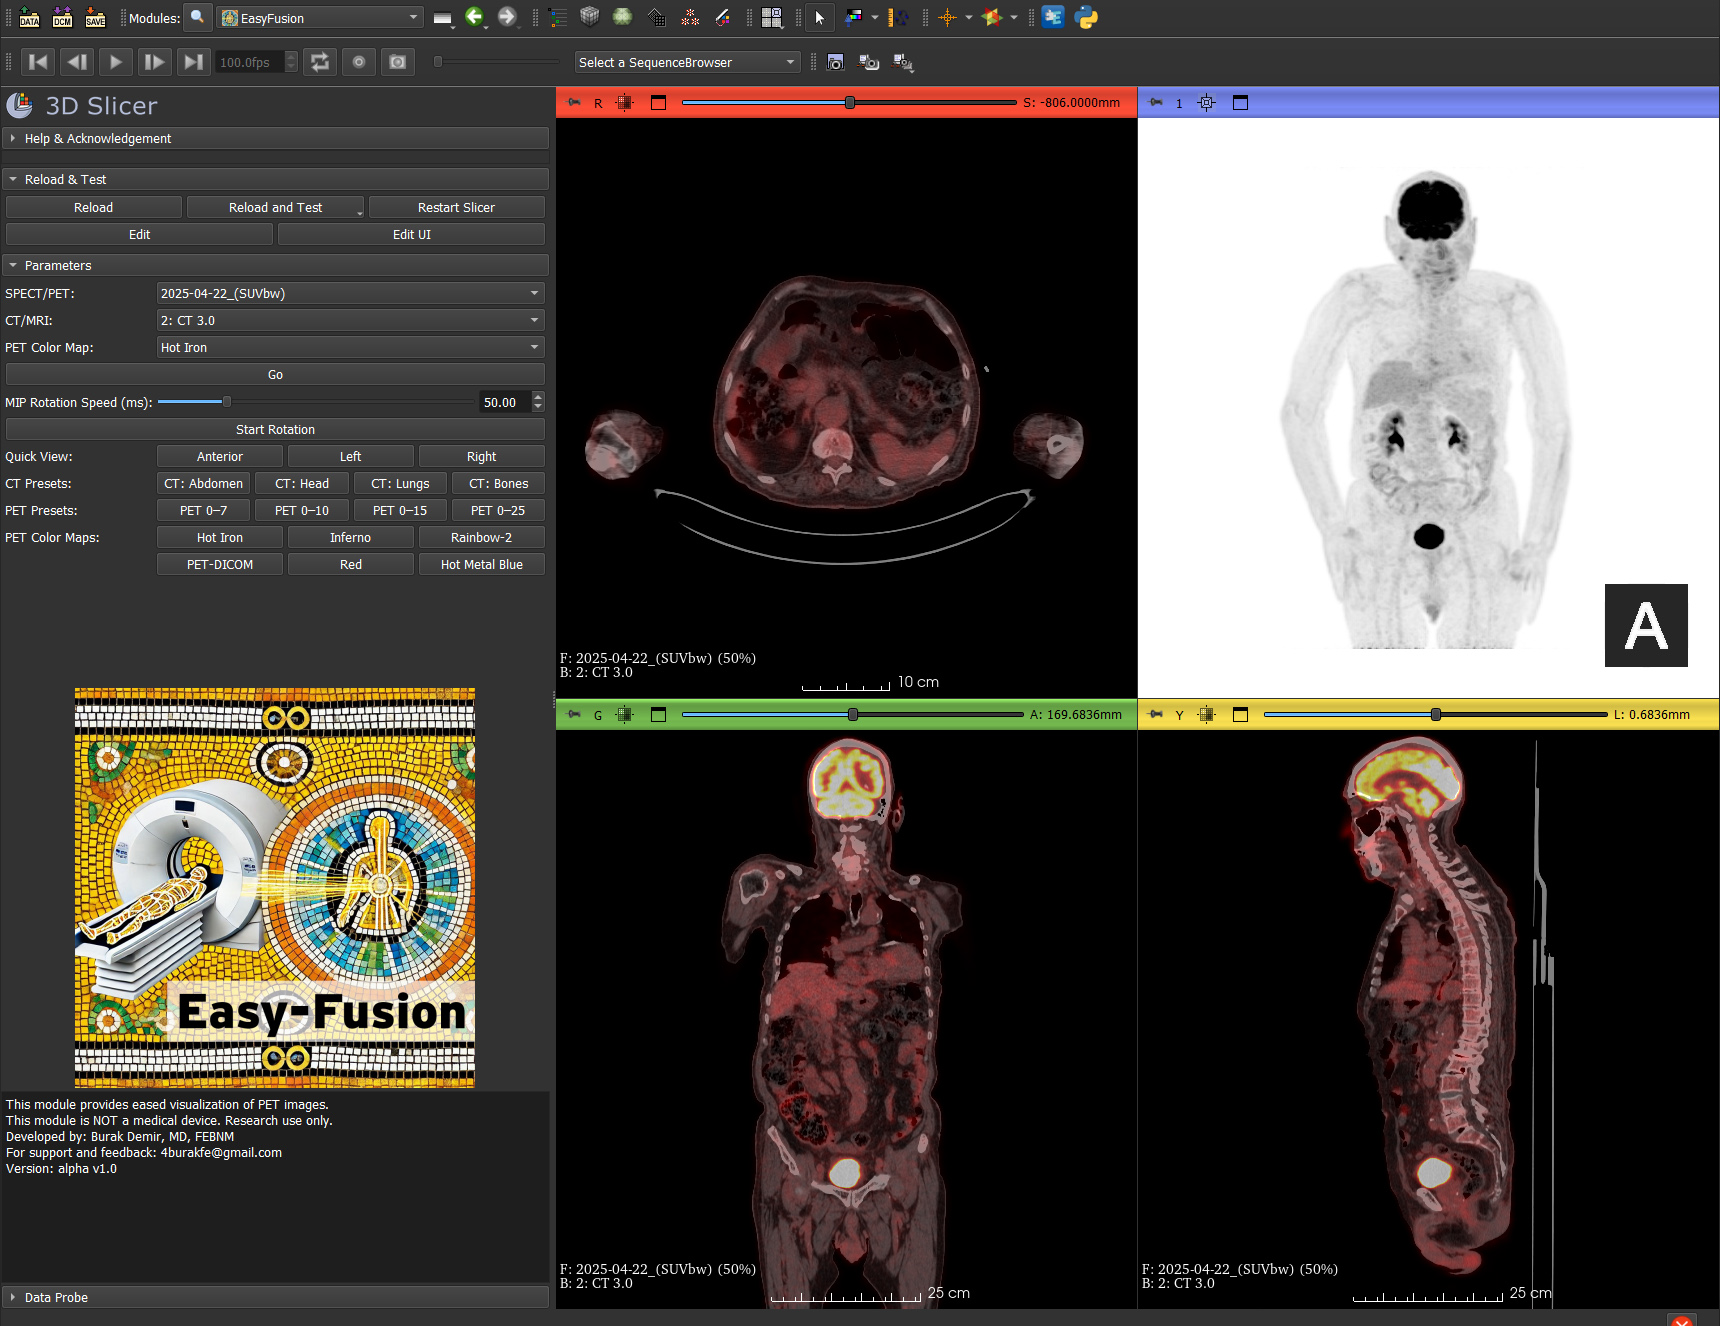 DATA
DCM
SAVE
Modules:
EasyFusion
100.0fps
Select a SequenceBrowser
3D Slicer
Help & Acknowledgement
Reload & Test
Reload
Reload and Test
Restart Slicer
Edit
Edit UI
Parameters
SPECT/PET:
2025-04-22_(SUVbw)
CT/MRI:
2: CT 3.0
PET Color Map:
Hot Iron
Go
MIP Rotation Speed (ms):
50.00
Start Rotation
Quick View:
Anterior
Left
Right
CT Presets:
CT: Abdomen
CT: Head
CT: Lungs
CT: Bones
PET Presets:
PET 0–7
PET 0–10
PET 0–15
PET 0–25
PET Color Maps:
Hot Iron
Inferno
Rainbow-2
PET-DICOM
Red
Hot Metal Blue
Easy-Fusion
This module provides eased visualization of PET images.
This module is NOT a medical device. Research use only.
Developed by: Burak Demir, MD, FEBNM
For support and feedback: 4burakfe@gmail.com
Version: alpha v1.0
Data Probe
R
S: -806.0000mm
F: 2025-04-22_(SUVbw) (50%)
B: 2: CT 3.0
10 cm
1
A
G
A: 169.6836mm
F: 2025-04-22_(SUVbw) (50%)
B: 2: CT 3.0
25 cm
Y
L: 0.6836mm
F: 2025-04-22_(SUVbw) (50%)
B: 2: CT 3.0
25 cm